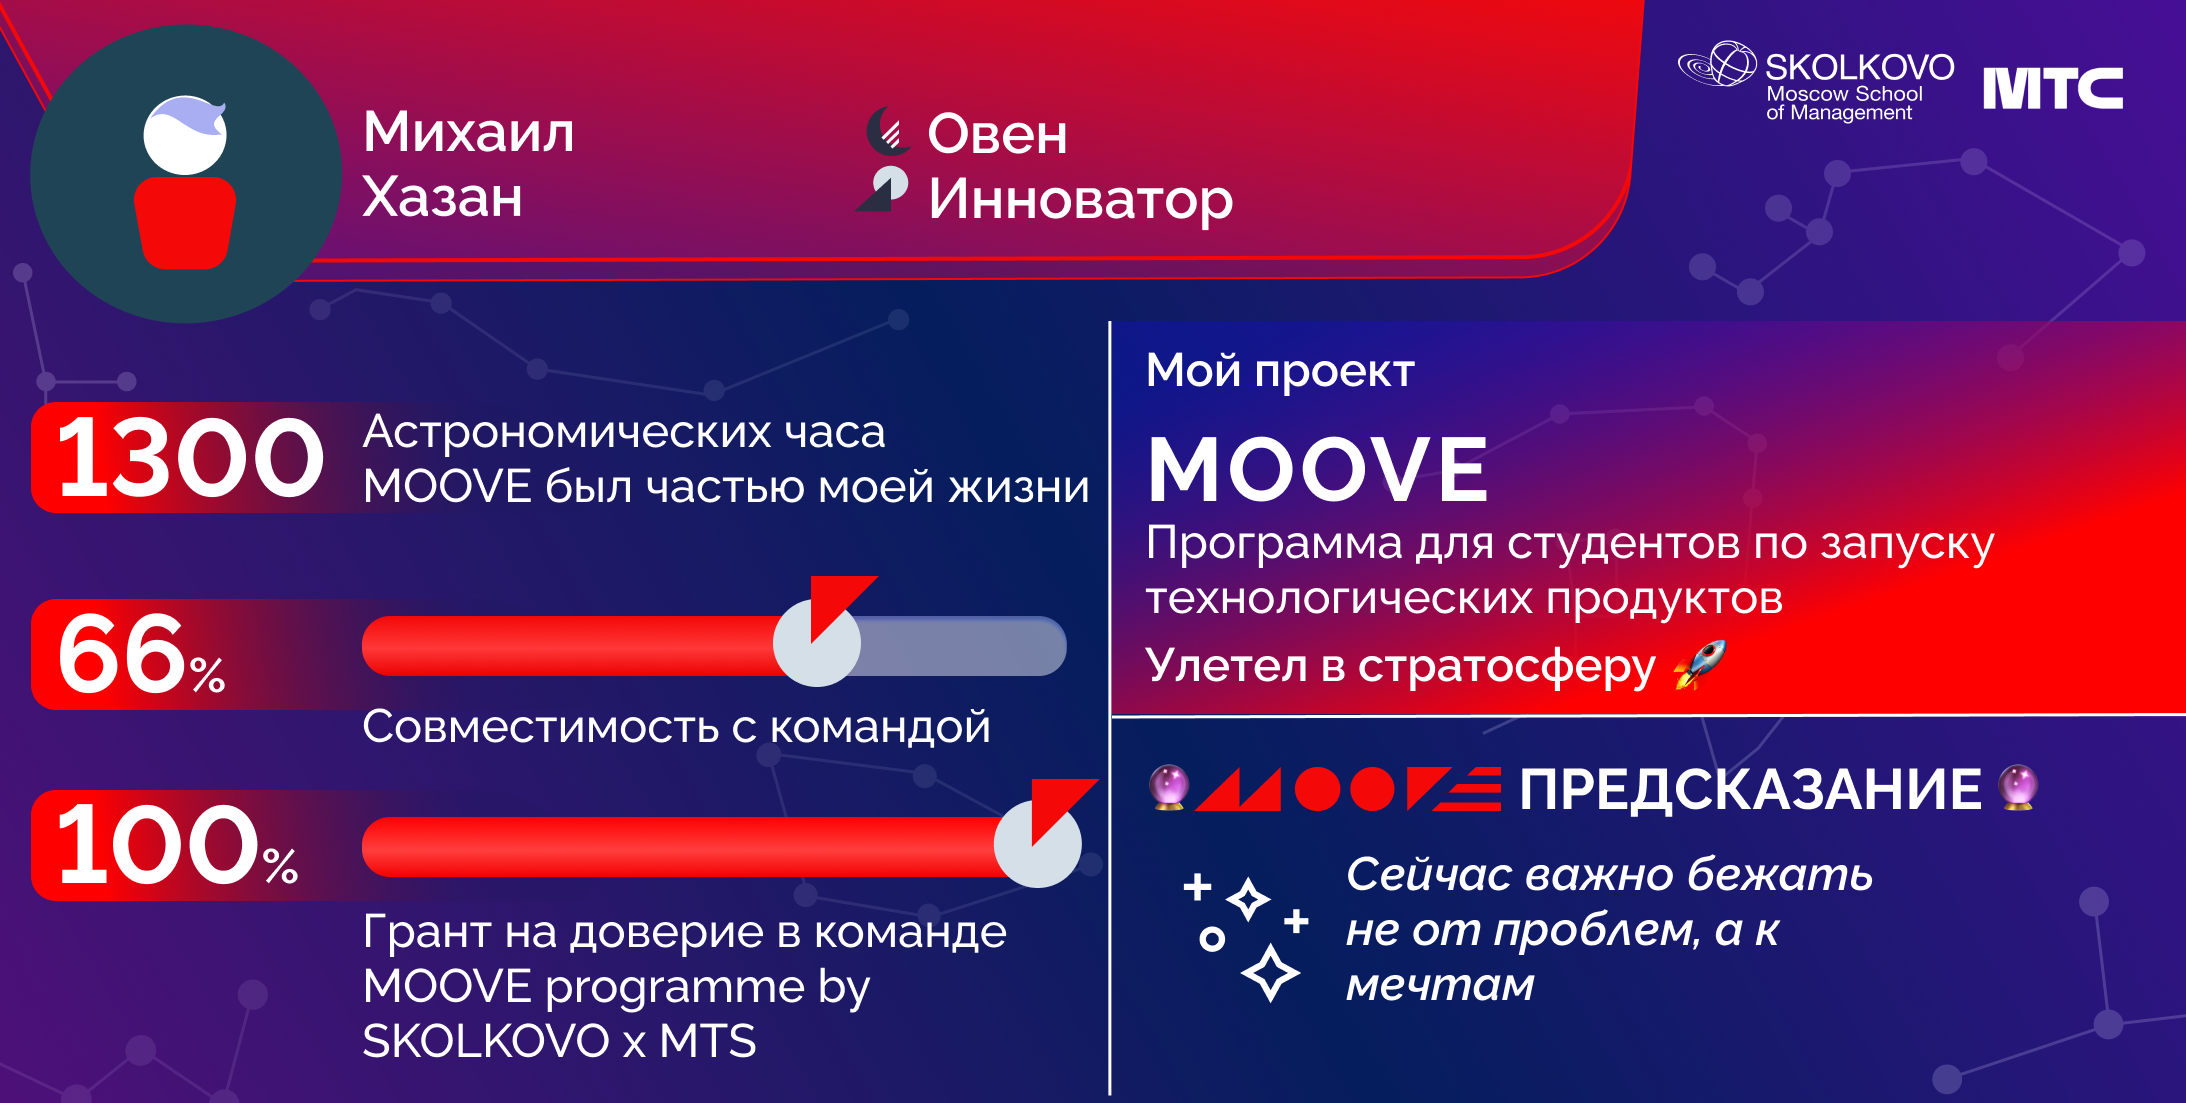 Михаил
Хазан
Овен
Инноватор
SKOLKOVO
Moscow School
of Management
МТС
1300
Астрономических часа
MOOVE был частью моей жизни
66%
Совместимость с командой
100%
Грант на доверие в команде
MOOVE programme by
SKOLKOVO x MTS
Мой проект
MOOVE
Программа для студентов по запуску
технологических продуктов
Улетел в стратосферу 🚀
🔮MOOVE ПРЕДСКАЗАНИЕ🔮
Сейчас важно бежать
не от проблем, а к
мечтам